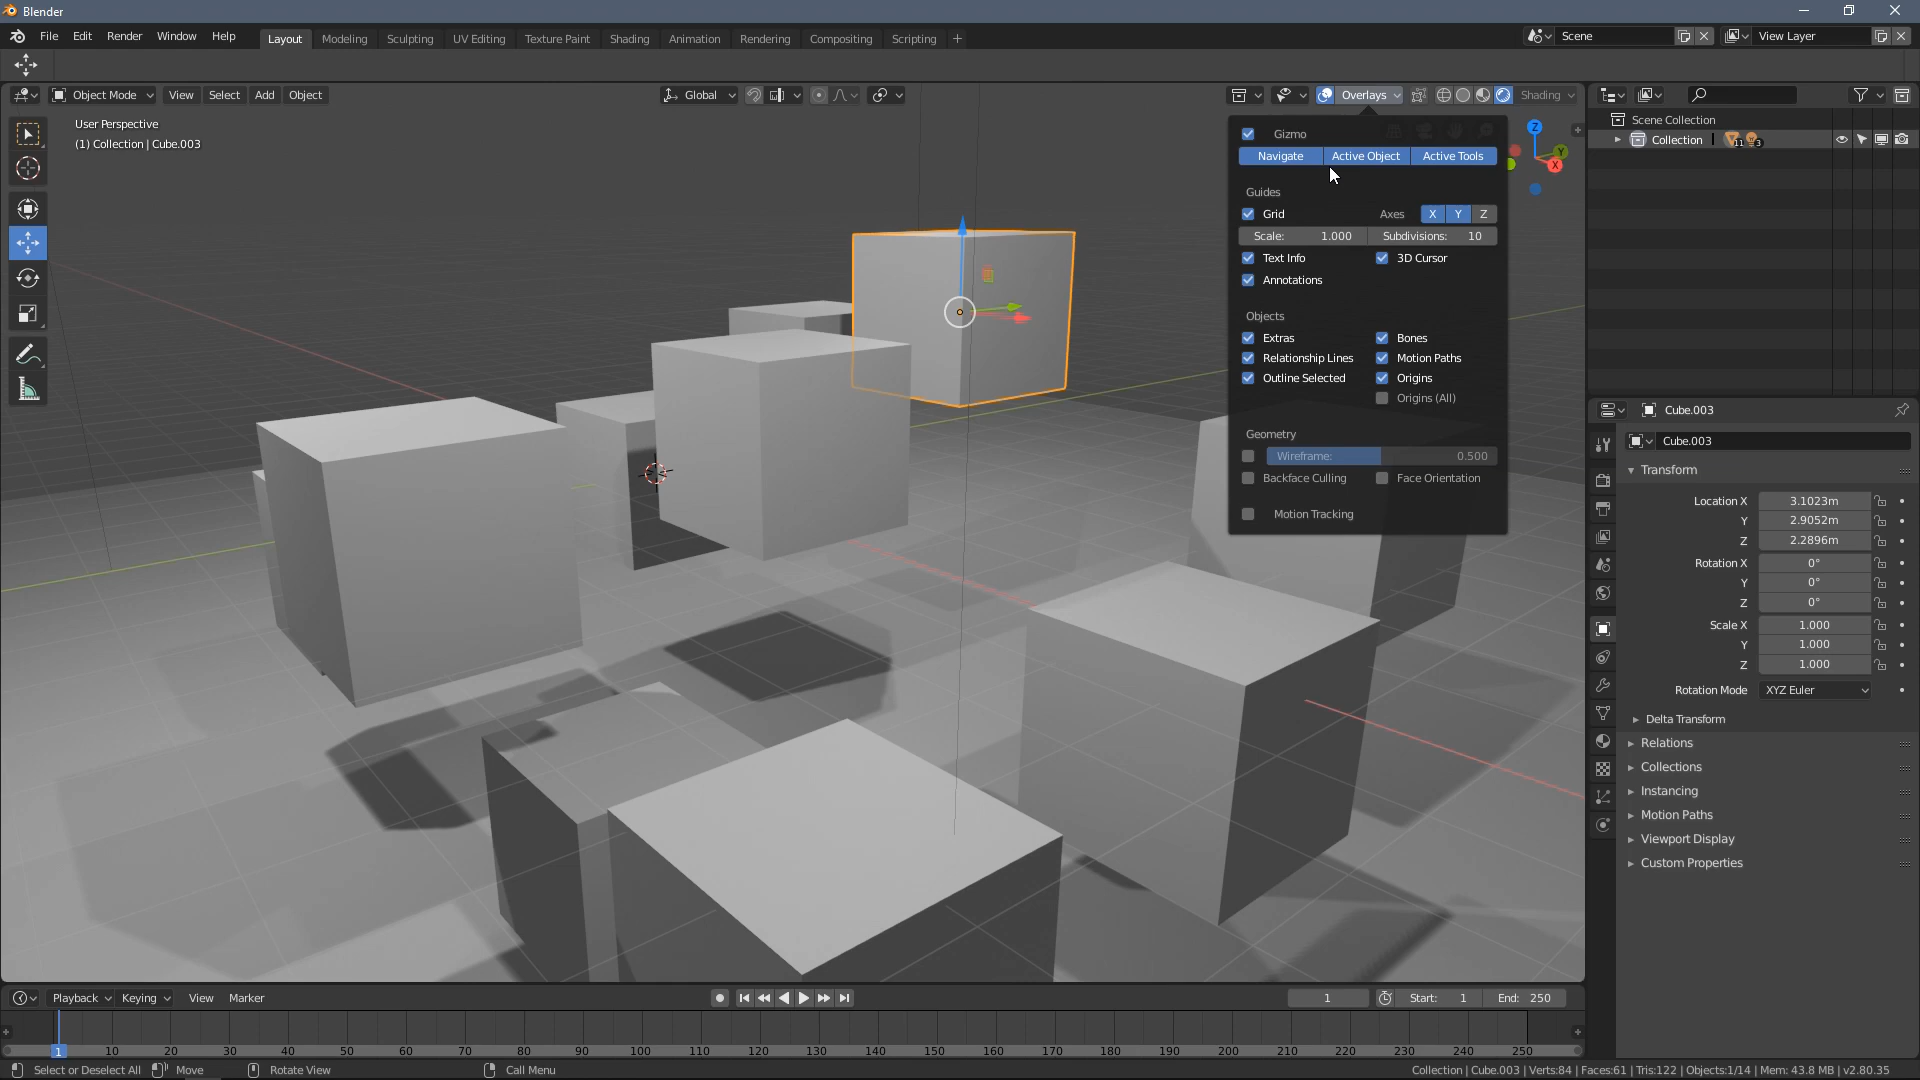 Blender
File Edit Render Window Help Layout Modeling Sculpting UV Editing Texture Paint Shading Animation Rendering Compositing Scripting + Scene View Layer
Object Mode View Select Add Object Global Overlays Shading
User Perspective
(1) Collection | Cube.003
Gizmo
Navigate Active Object Active Tools
Guides
Grid Axes X Y Z
Scale: 1.000 Subdivisions: 10
Text Info 3D Cursor
Annotations
Objects
Extras Bones
Relationship Lines Motion Paths
Outline Selected Origins
Origins (All)
Geometry
Wireframe: 0.500
Backface Culling Face Orientation
Motion Tracking
Z
Y
X
Scene Collection
Collection 11 3
Cube.003
Cube.003
Transform
Location X 3.1023m
Y 2.9052m
Z 2.2896m
Rotation X 0°
Y 0°
Z 0°
Scale X 1.000
Y 1.000
Z 1.000
Rotation Mode XYZ Euler
Delta Transform
Relations
Collections
Instancing
Motion Paths
Viewport Display
Custom Properties
Playback Keying View Marker 1 Start: 1 End: 250
1 10 20 30 40 50 60 70 80 90 100 110 120 130 140 150 160 170 180 190 200 210 220 230 240 250
Select or Deselect All Move Rotate View Call Menu Collection | Cube.003 | Verts:84 | Faces:61 | Tris:122 | Objects:1/14 | Mem: 43.8 MB | v2.80.35